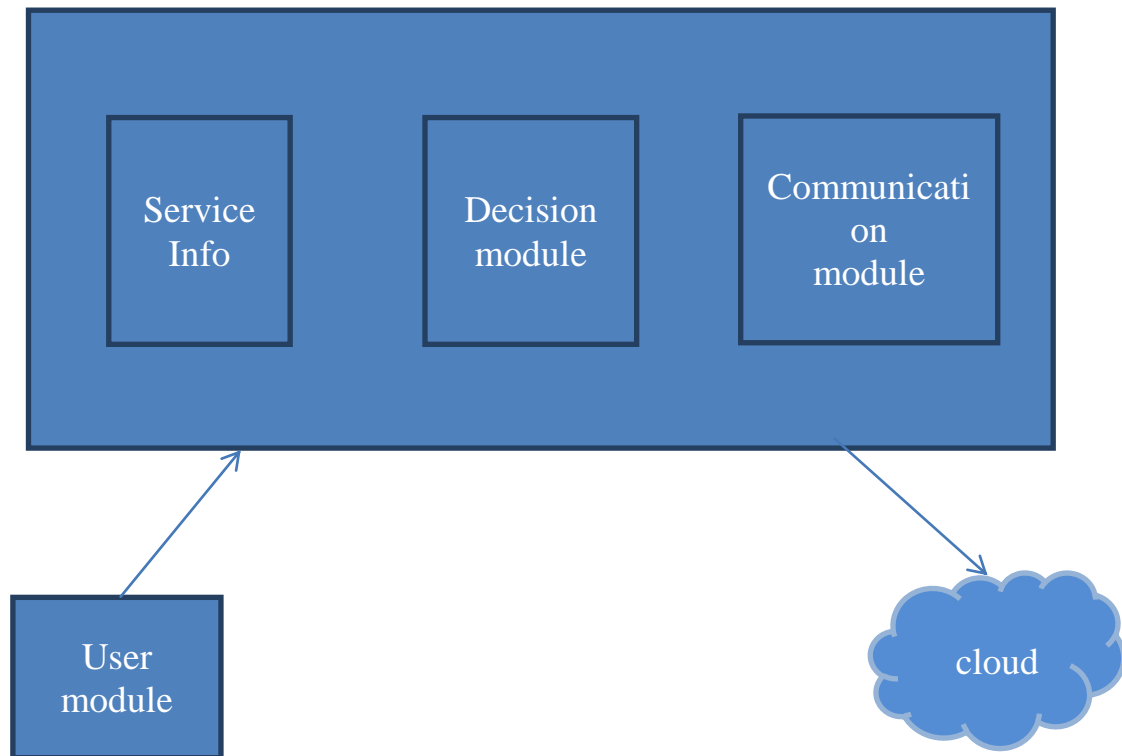 Service
Info
Decision
module
Communicati
on
module
User
module
cloud